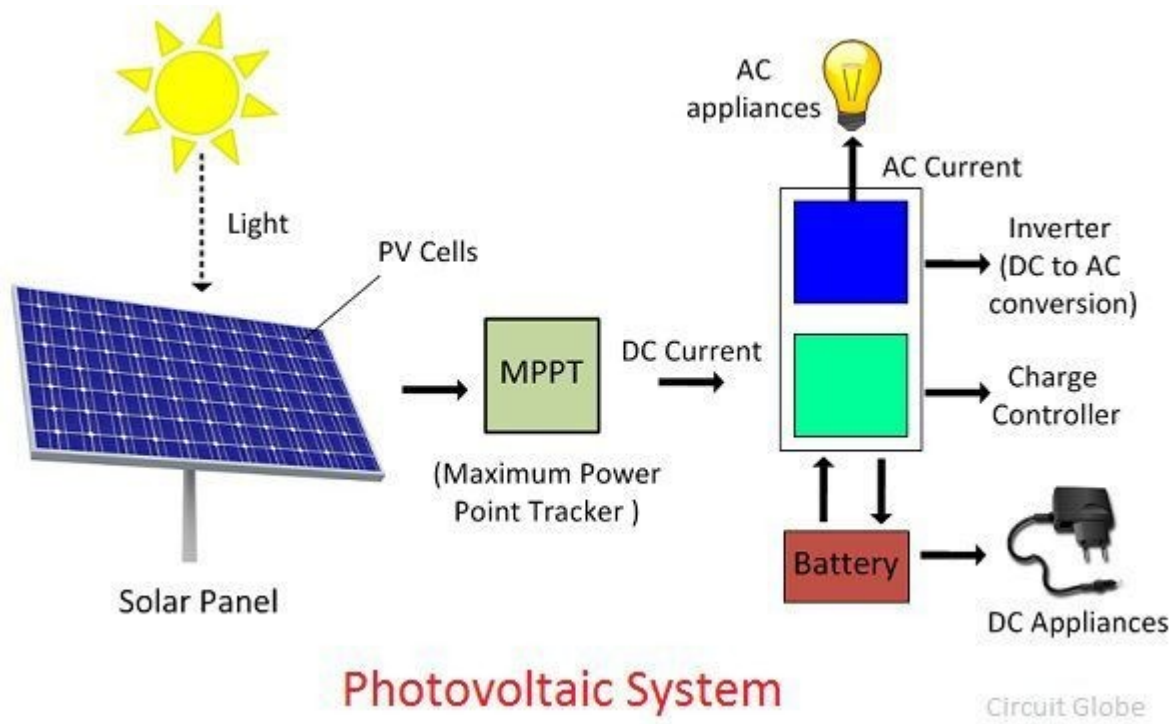 AC
appliances
AC Current
Light
PV Cells
Inverter
(DC to AC
conversion)
MPPT
DC Current
Charge
Controller
(Maximum Power
Point Tracker )
Battery
Solar Panel
DC Appliances
Photovoltaic System
Circuit Globe